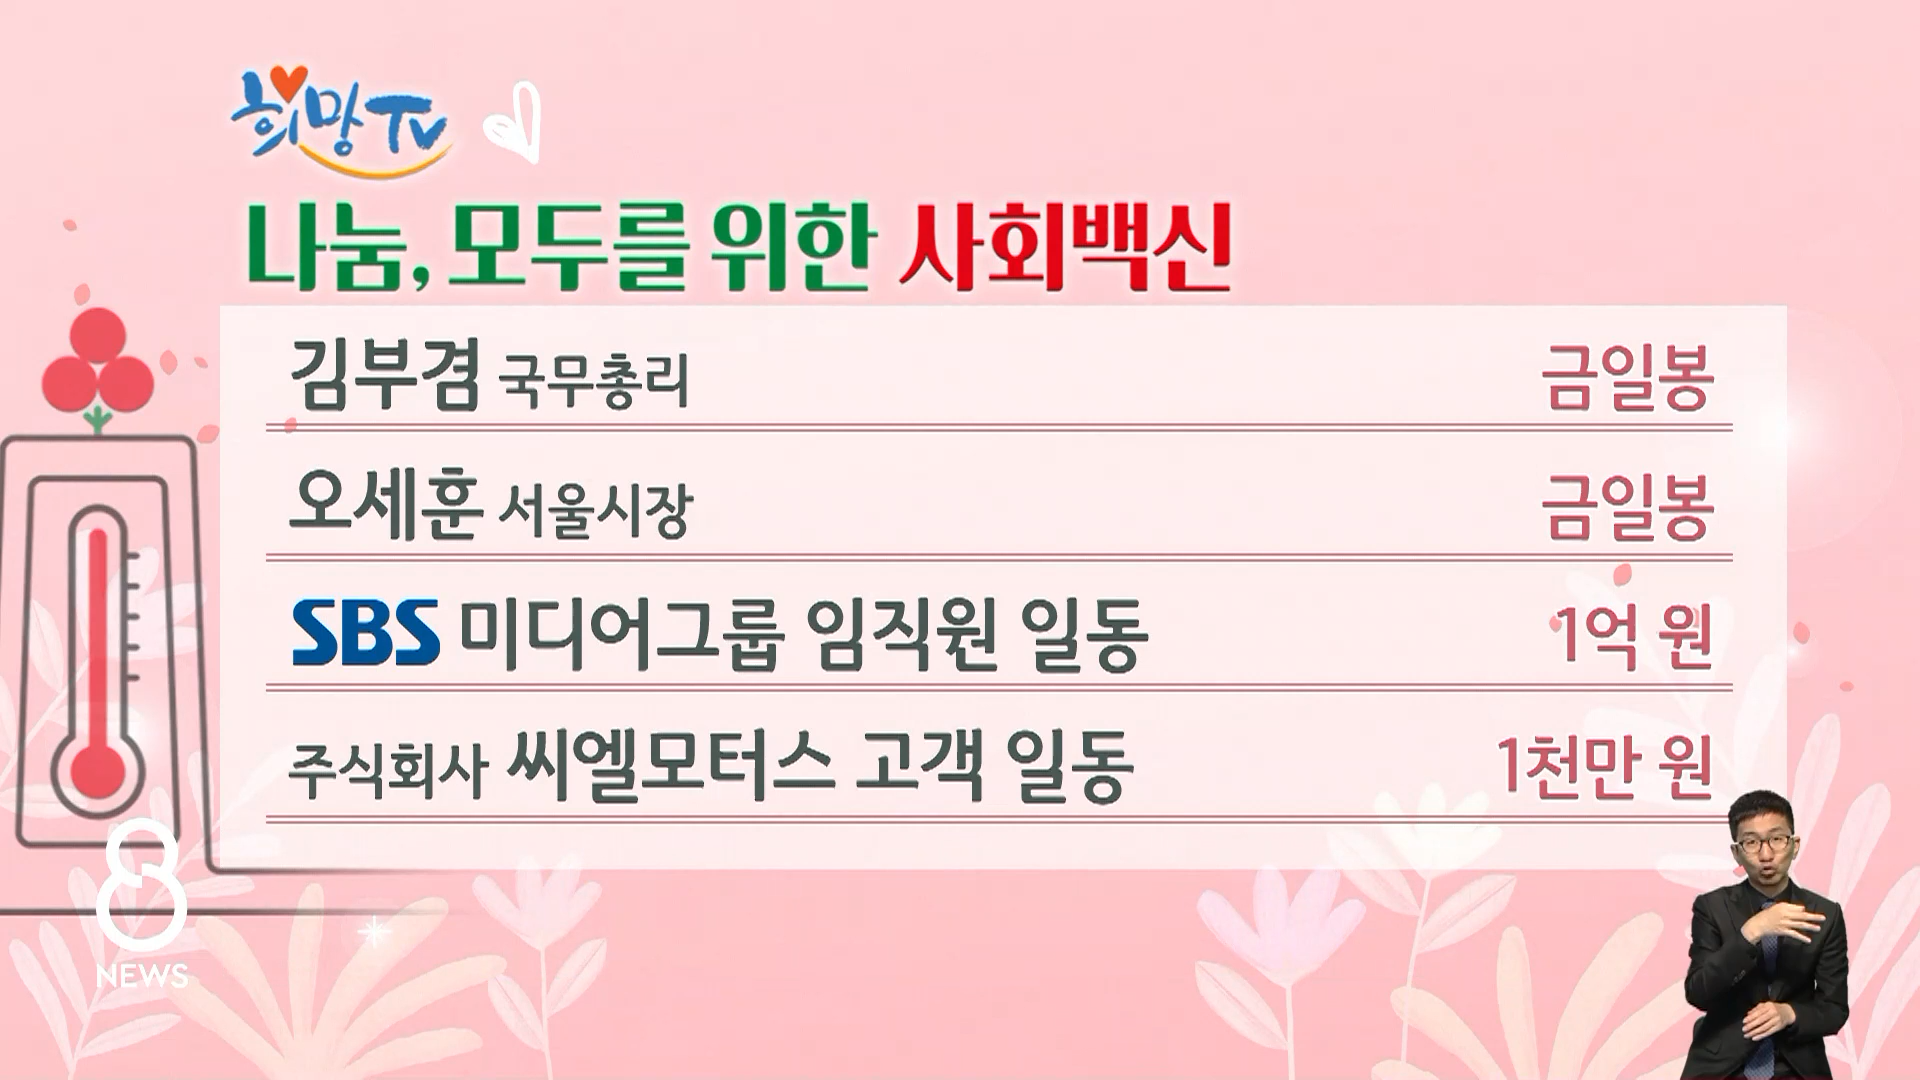 희망TV
나눔, 모두를 위한 사회백신
김부겸 국무총리 금일봉
오세훈 서울시장 금일봉
SBS 미디어그룹 임직원 일동 1억 원
주식회사 씨엘모터스 고객 일동 1천만 원
8
NEWS